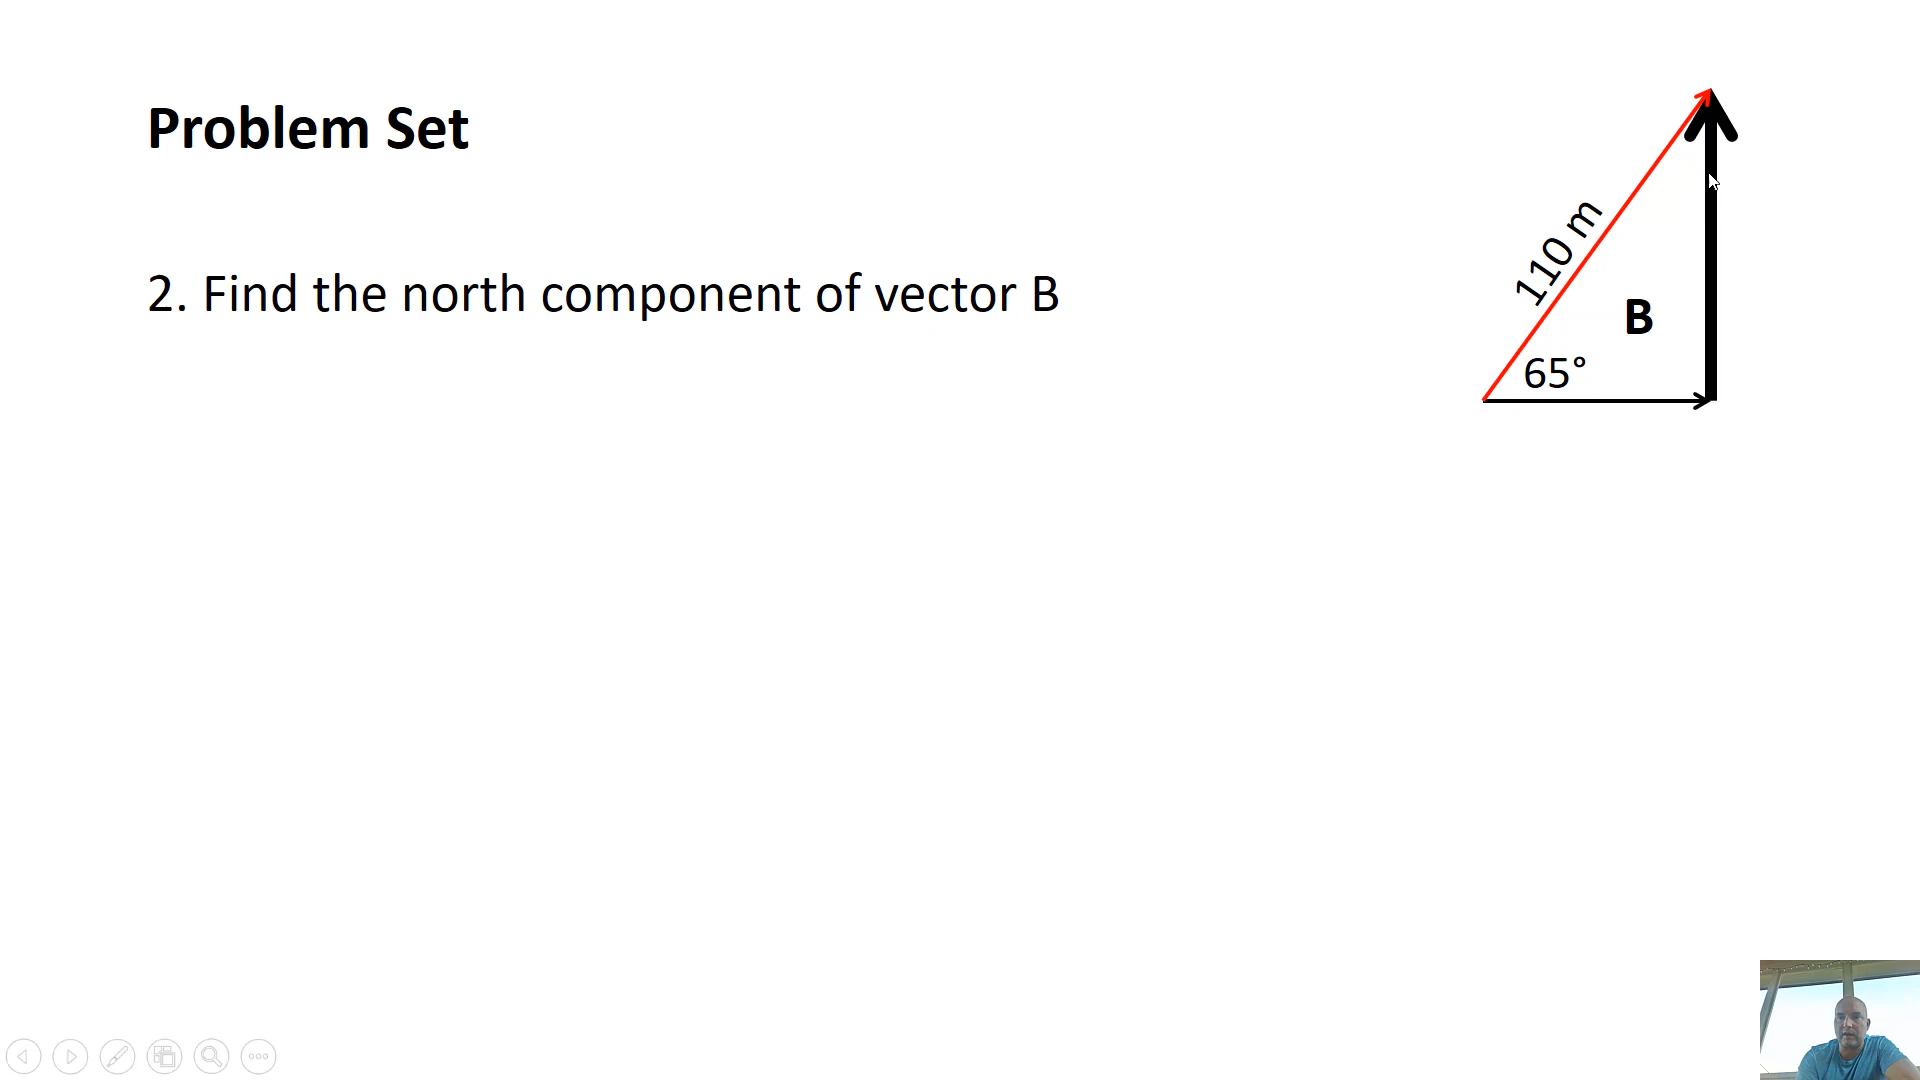 Problem Set
2. Find the north component of vector B
110 m
B
65°